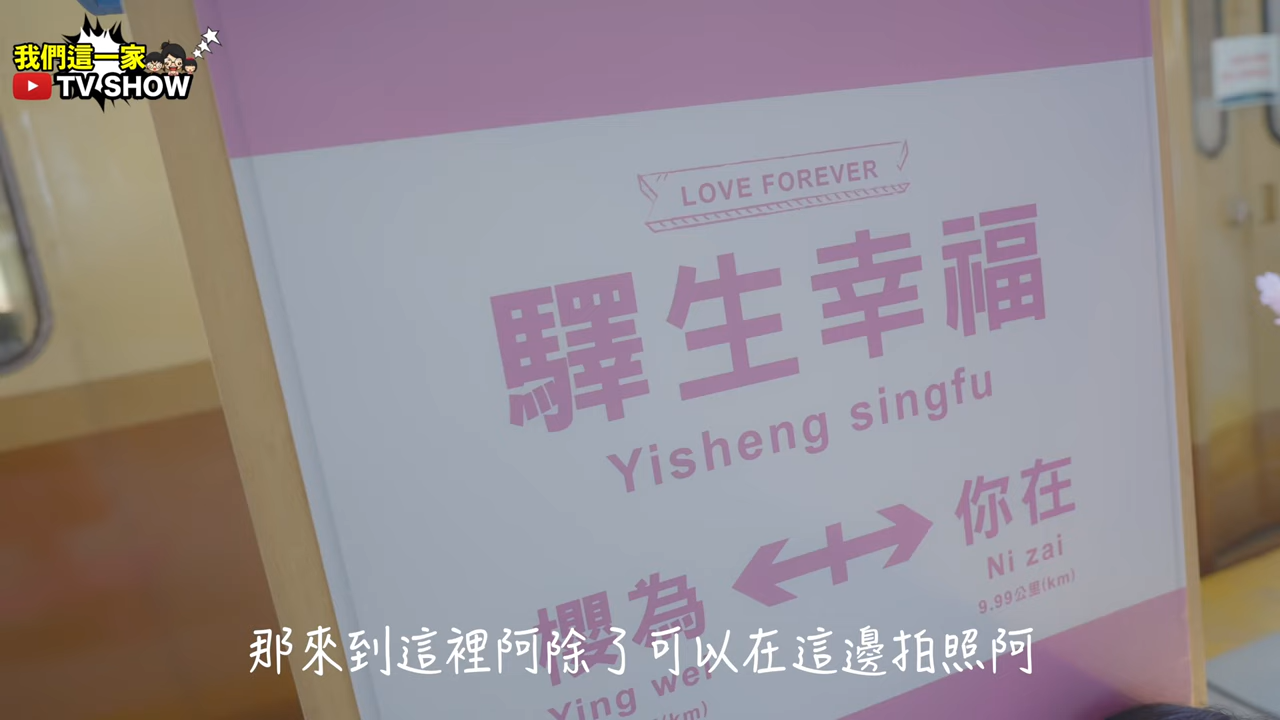 我們這一家
TV SHOW
LOVE FOREVER
驛生幸福
Yisheng singfu
你在
Ni zai
9.99公里(km)
櫻為
Ying wei
那來到這裡阿除了可以在這邊拍照阿